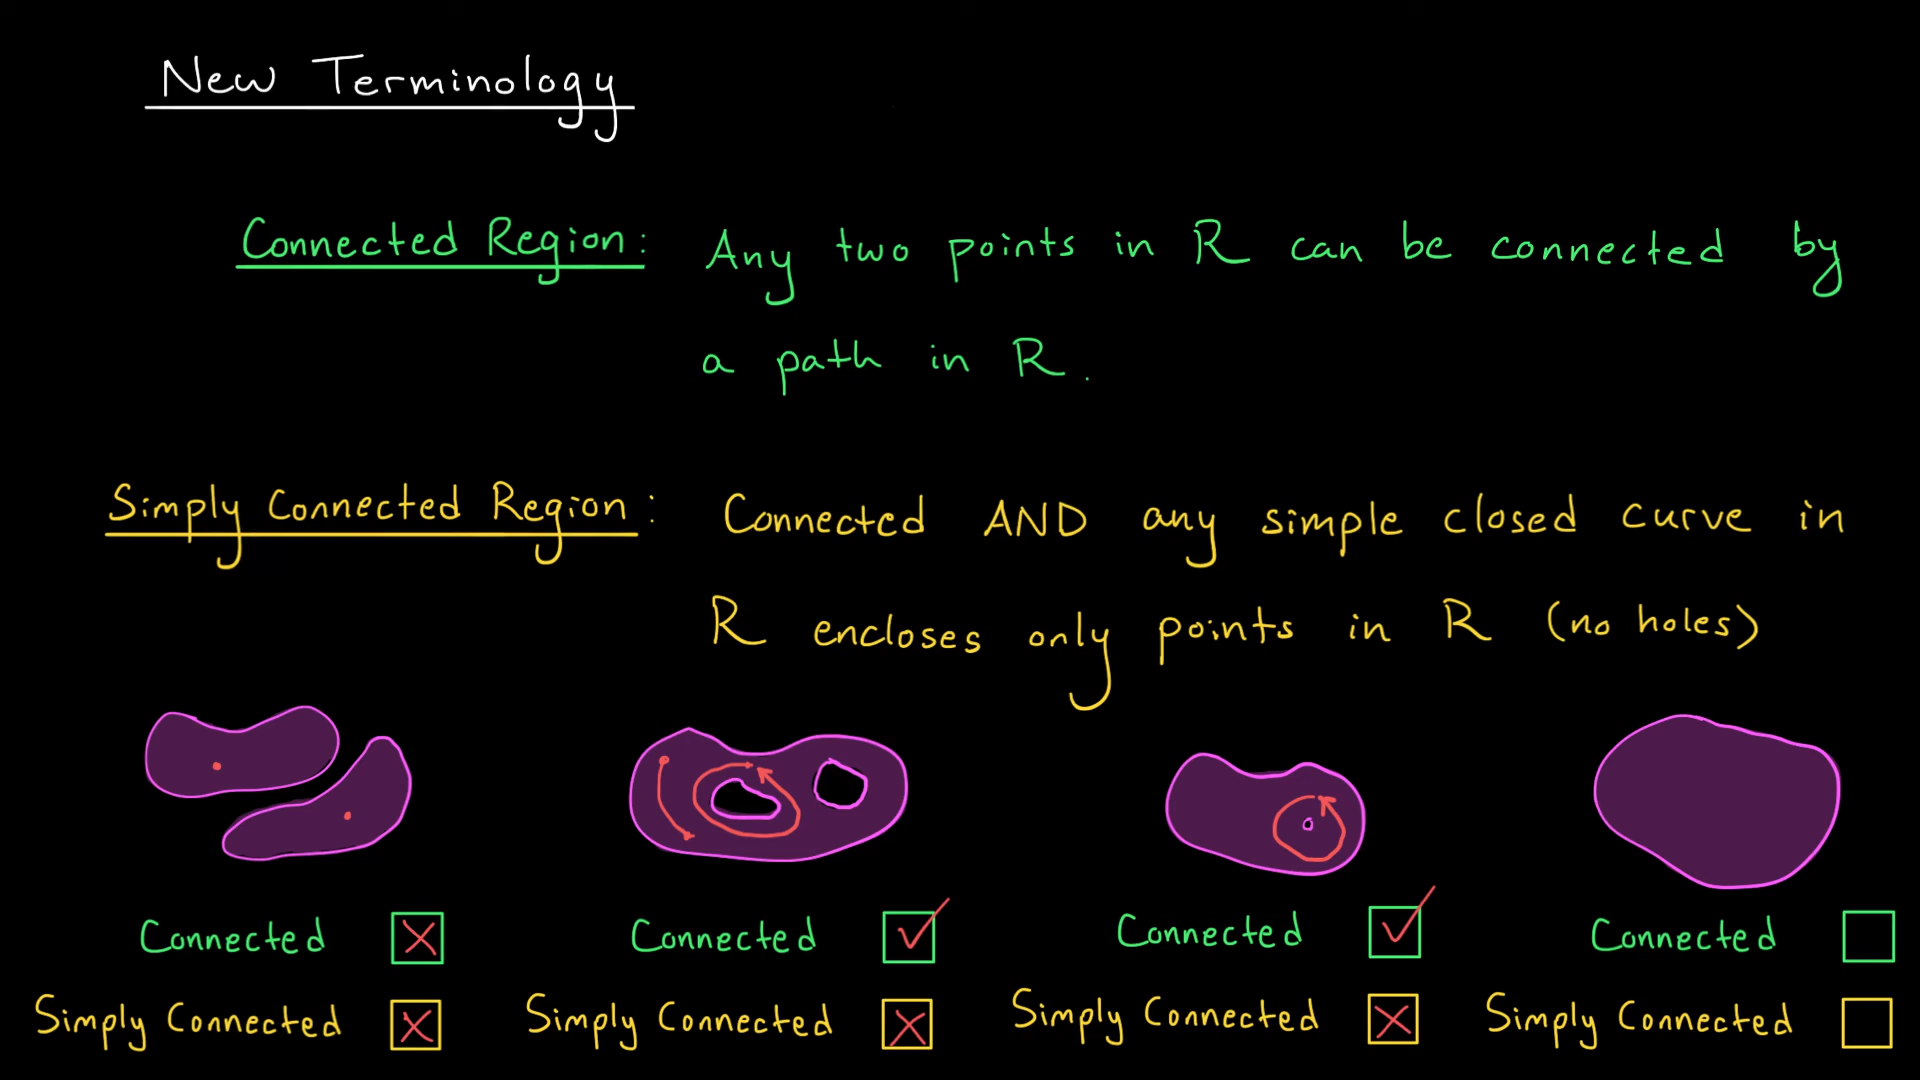 New Terminology
Connected Region: Any two points in R can be connected by
a path in R.
Simply Connected Region: Connected AND any simple closed curve in
R encloses only points in R (no holes)
Connected Connected Connected Connected
Simply Connected Simply Connected Simply Connected Simply Connected